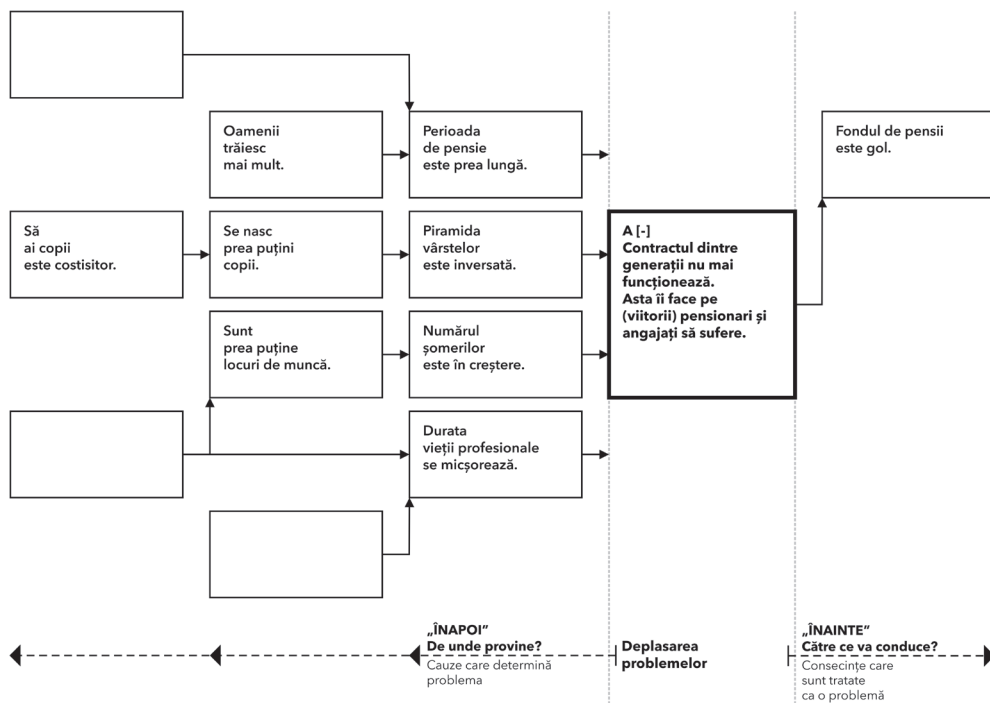 Oamenii
trăiesc
mai mult.
Perioada
de pensie
este prea lungă.
Fondul de pensii
este gol.
Să
ai copii
este costisitor.
Se nasc
prea puțini
copii.
Piramida
vârstelor
este inversată.
A [-]
Contractul dintre
generații nu mai
funcționează.
Asta îi face pe
(viitorii) pensionari și
angajați să sufere.
Sunt
prea puține
locuri de muncă.
Numărul
șomerilor
este în creștere.
Durata
vieții profesionale
se micșorează.
„ÎNAPOI”
De unde provine?
Cauze care determină
problema
Deplasarea
problemelor
„ÎNAINTE”
Către ce va conduce?
Consecințe care
sunt tratate
ca o problemă